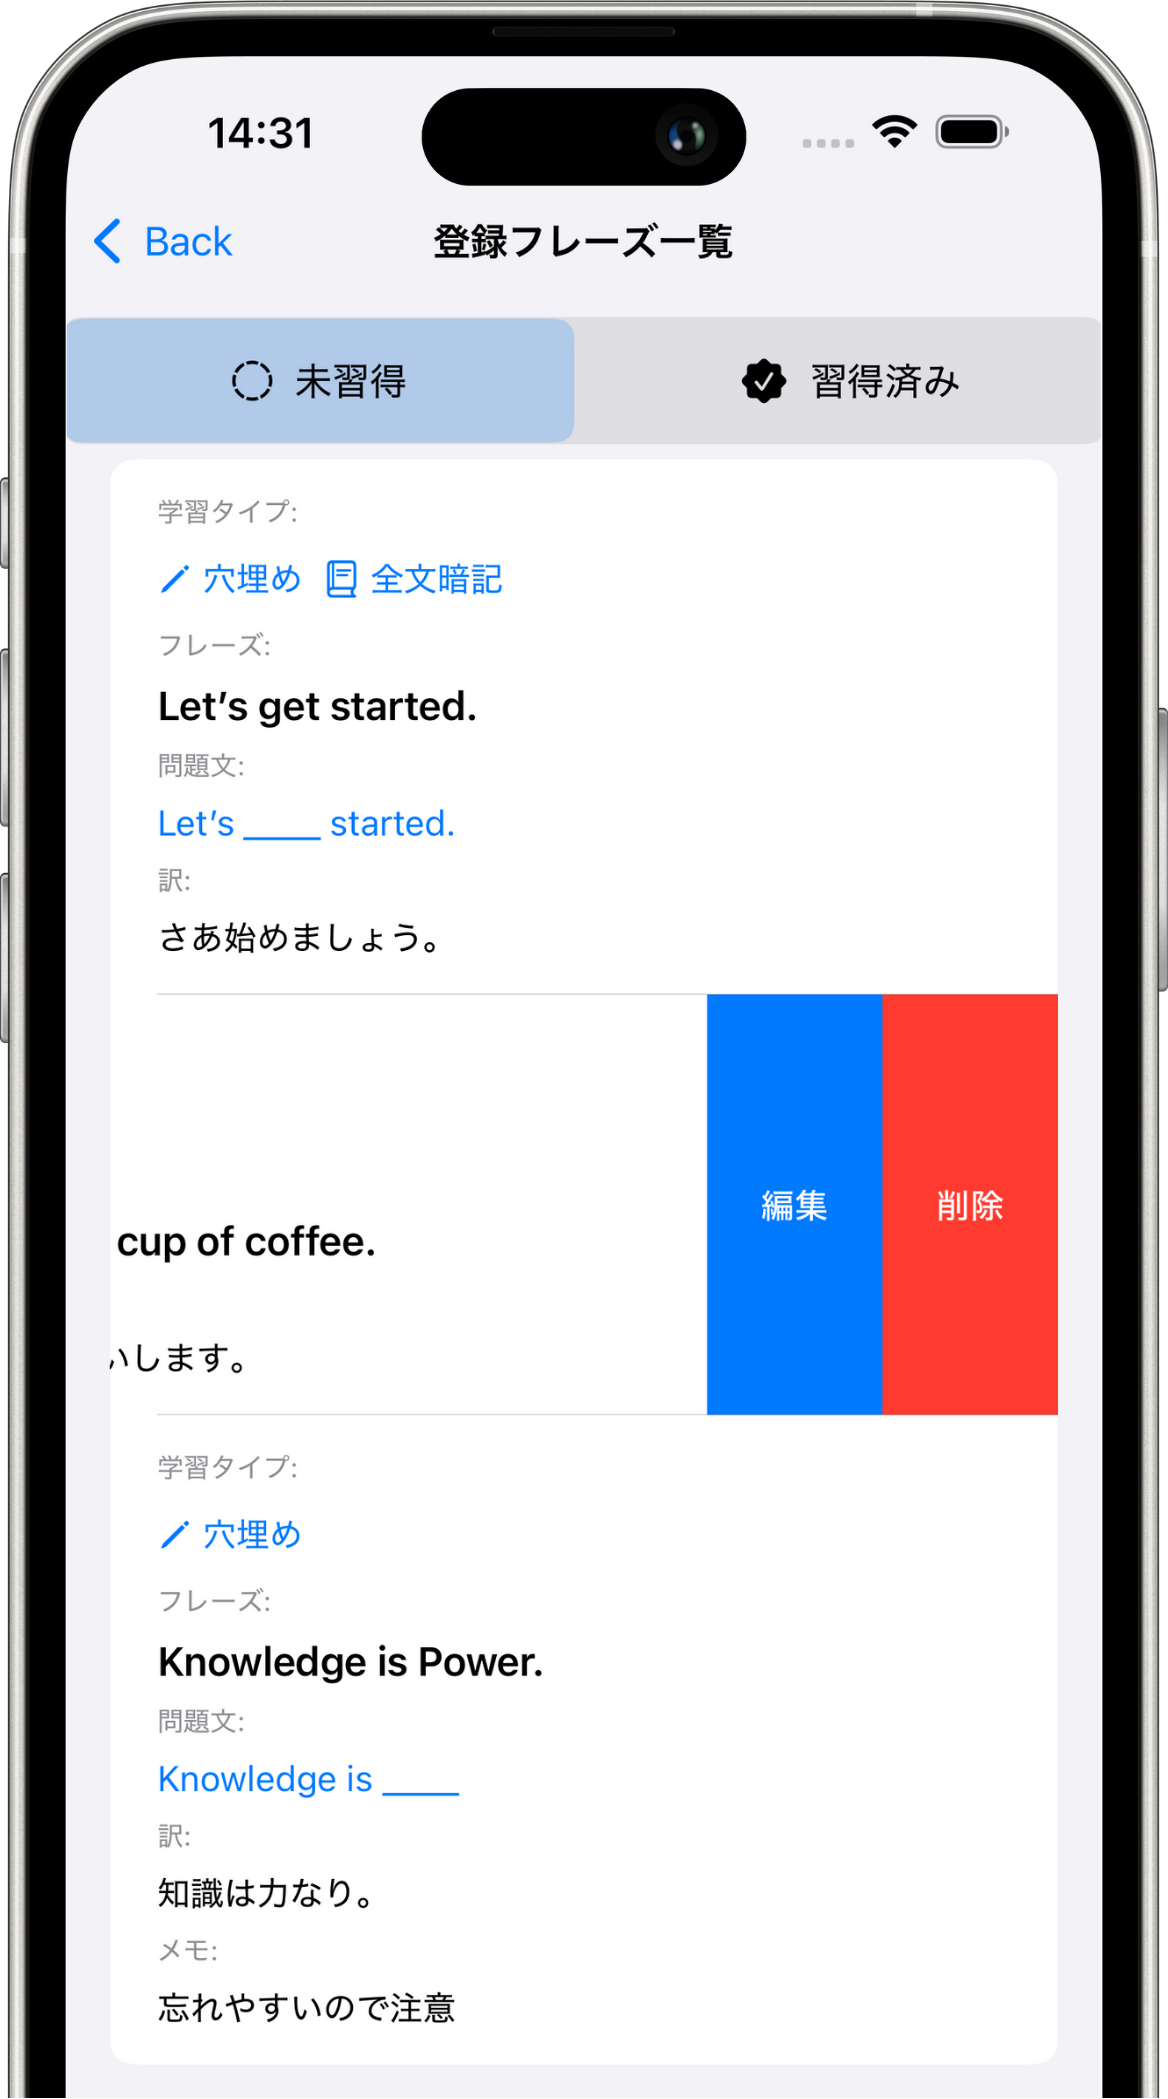 14:31
Back
登録フレーズ一覧
未習得
習得済み
学習タイプ:
穴埋め 全文暗記
フレーズ:
Let’s get started.
問題文:
Let’s ____ started.
訳:
さあ始めましょう。
編集
削除
cup of coffee.
いします。
学習タイプ:
穴埋め
フレーズ:
Knowledge is Power.
問題文:
Knowledge is ____
訳:
知識は力なり。
メモ:
忘れやすいので注意